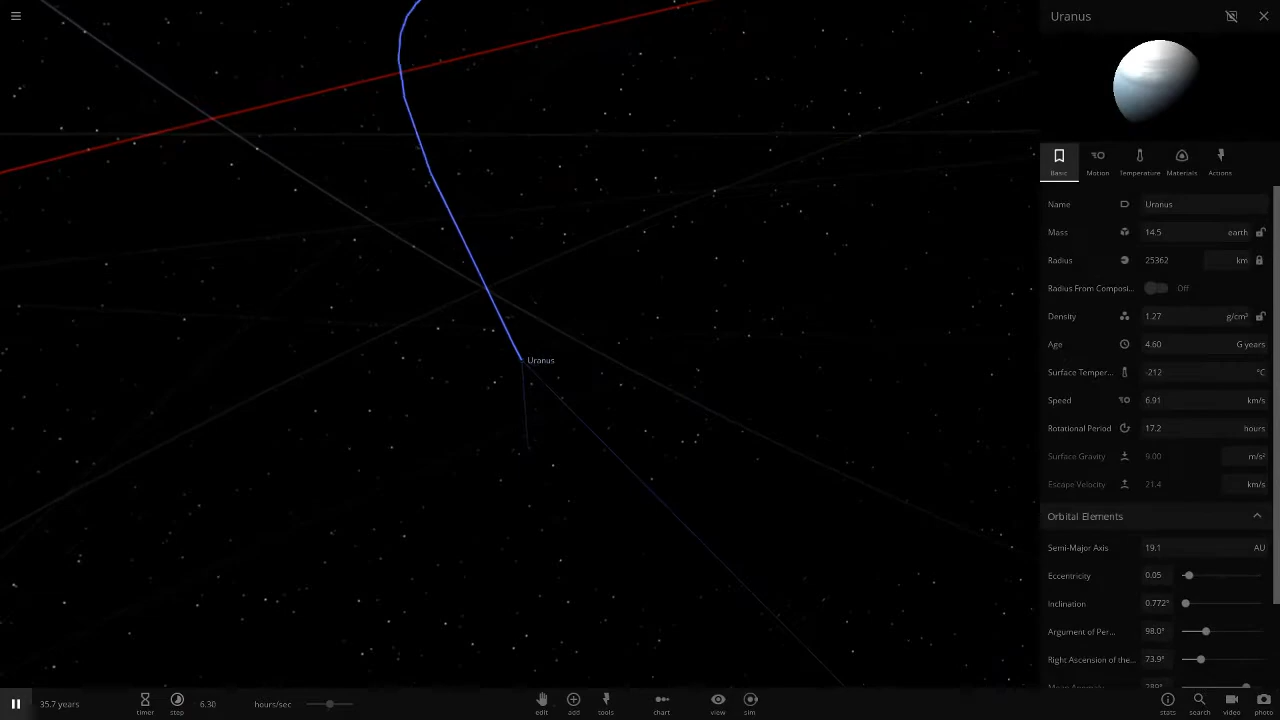 Uranus
Basic Motion Temperature Materials Actions
Name Uranus
Mass 14.5 earth
Radius 25362 km
Radius From Composi... Off
Density 1.27 g/cm³
Age 4.60 G years
Surface Temper... -212 °C
Speed 6.91 km/s
Rotational Period 17.2 hours
Surface Gravity 9.00 m/s²
Escape Velocity 21.4 km/s
Orbital Elements
Semi-Major Axis 19.1 AU
Eccentricity 0.05
Inclination 0.772°
Argument of Per... 98.0°
Right Ascension of the... 73.9°
Uranus
35.7 years
timer step 6.30 hours/sec
edit add tools chart view sim
stats search video photo